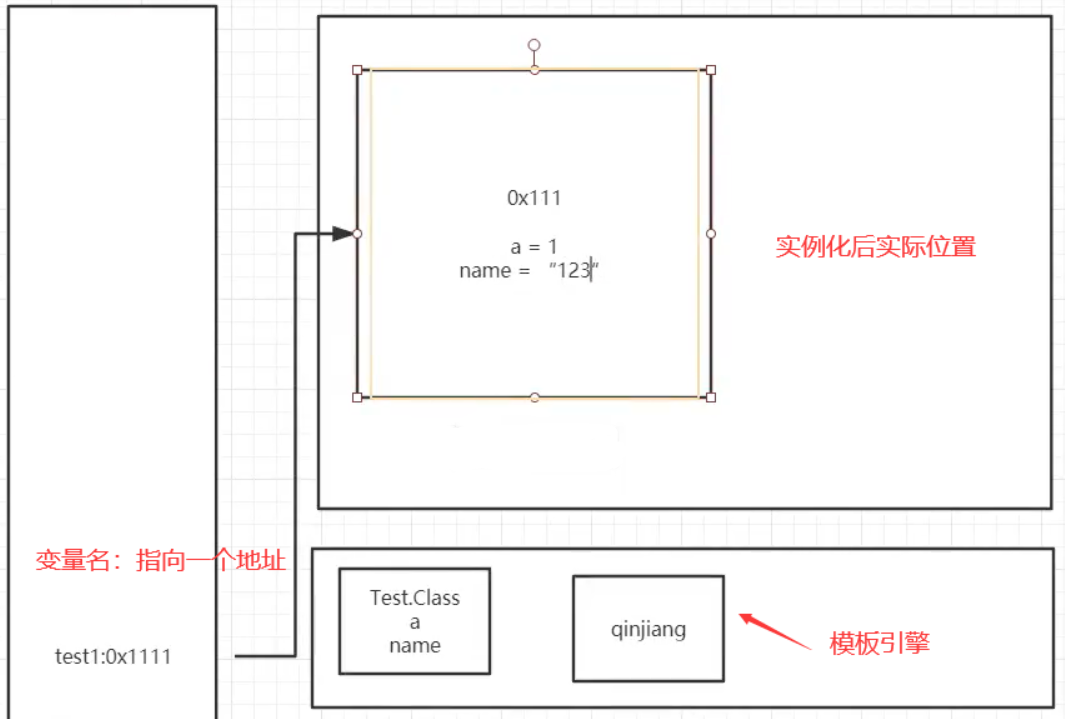 0x111
a = 1
name = “123”
实例化后实际位置
变量名：指向一个地址
test1:0x1111
Test.Class
a
name
qinjiang
模板引擎